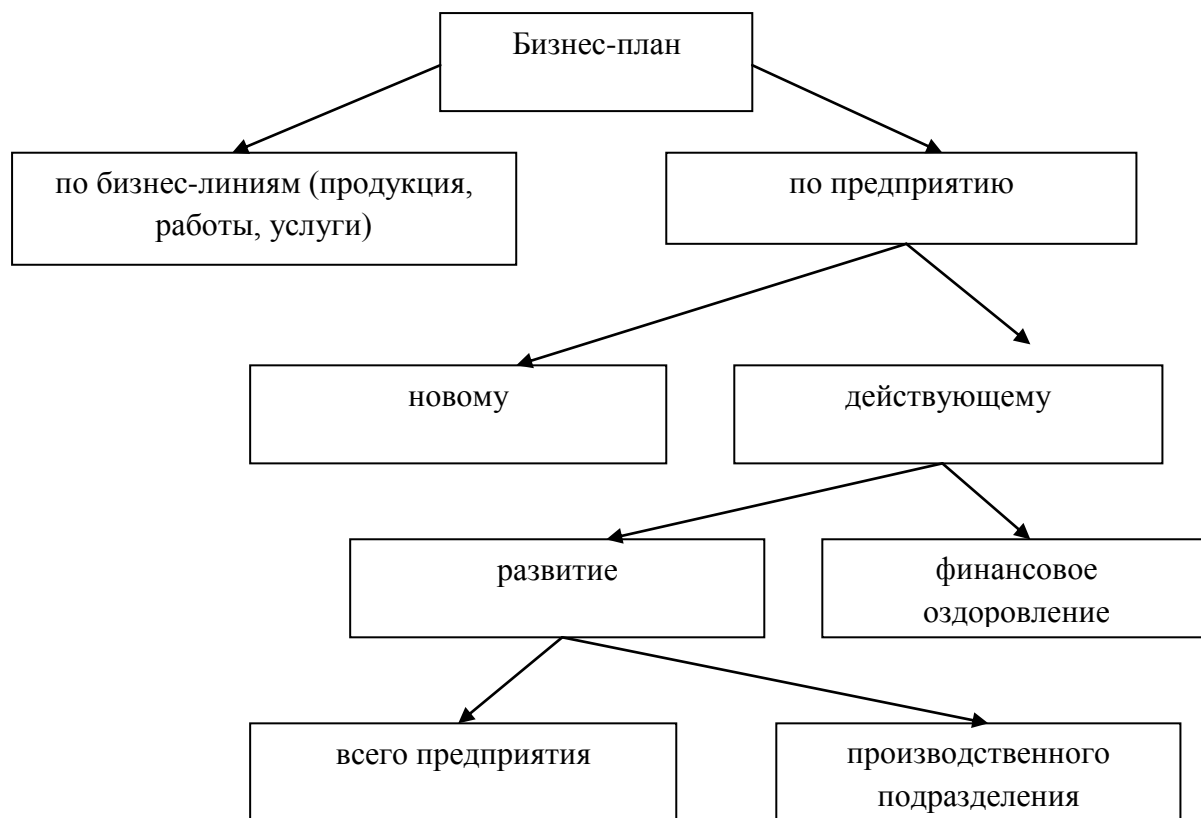 Бизнес-план
по бизнес-линиям (продукция,
работы, услуги)
по предприятию
новому
действующему
развитие
финансовое
оздоровление
всего предприятия
производственного
подразделения